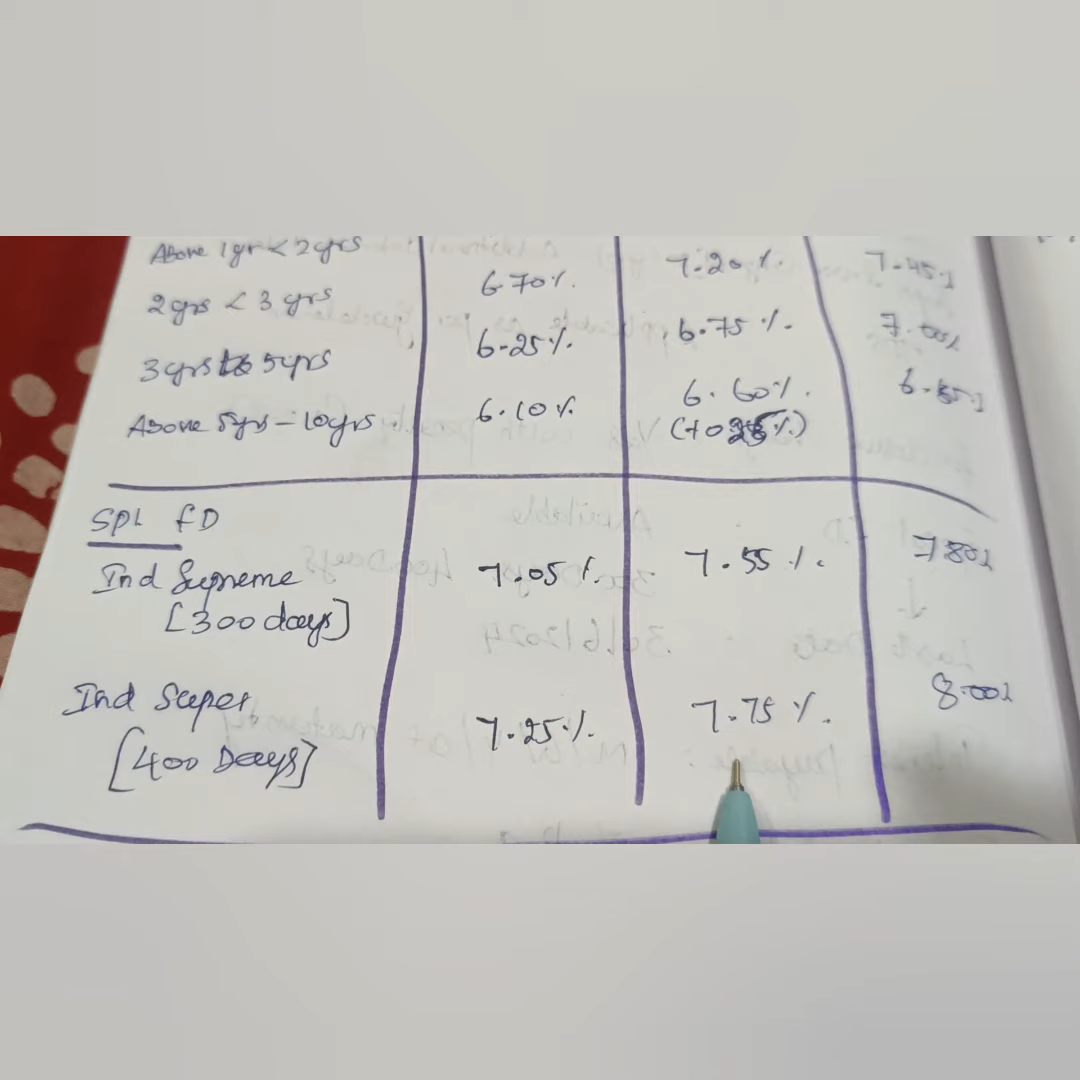 Above 1yr < 2yrs 7.20% 7.45%
2yrs < 3yrs 6.70% 6.75% 7.00%
3yrs to 5yrs 6.25% 6.60%
Above 5yrs - 10yrs 6.10% (+0.25%)
SPL FD
Ind Supreme 7.05% 7.55% 7.80%
[300 days]
Ind Super 7.25% 7.75% 8.00%
[400 Days]